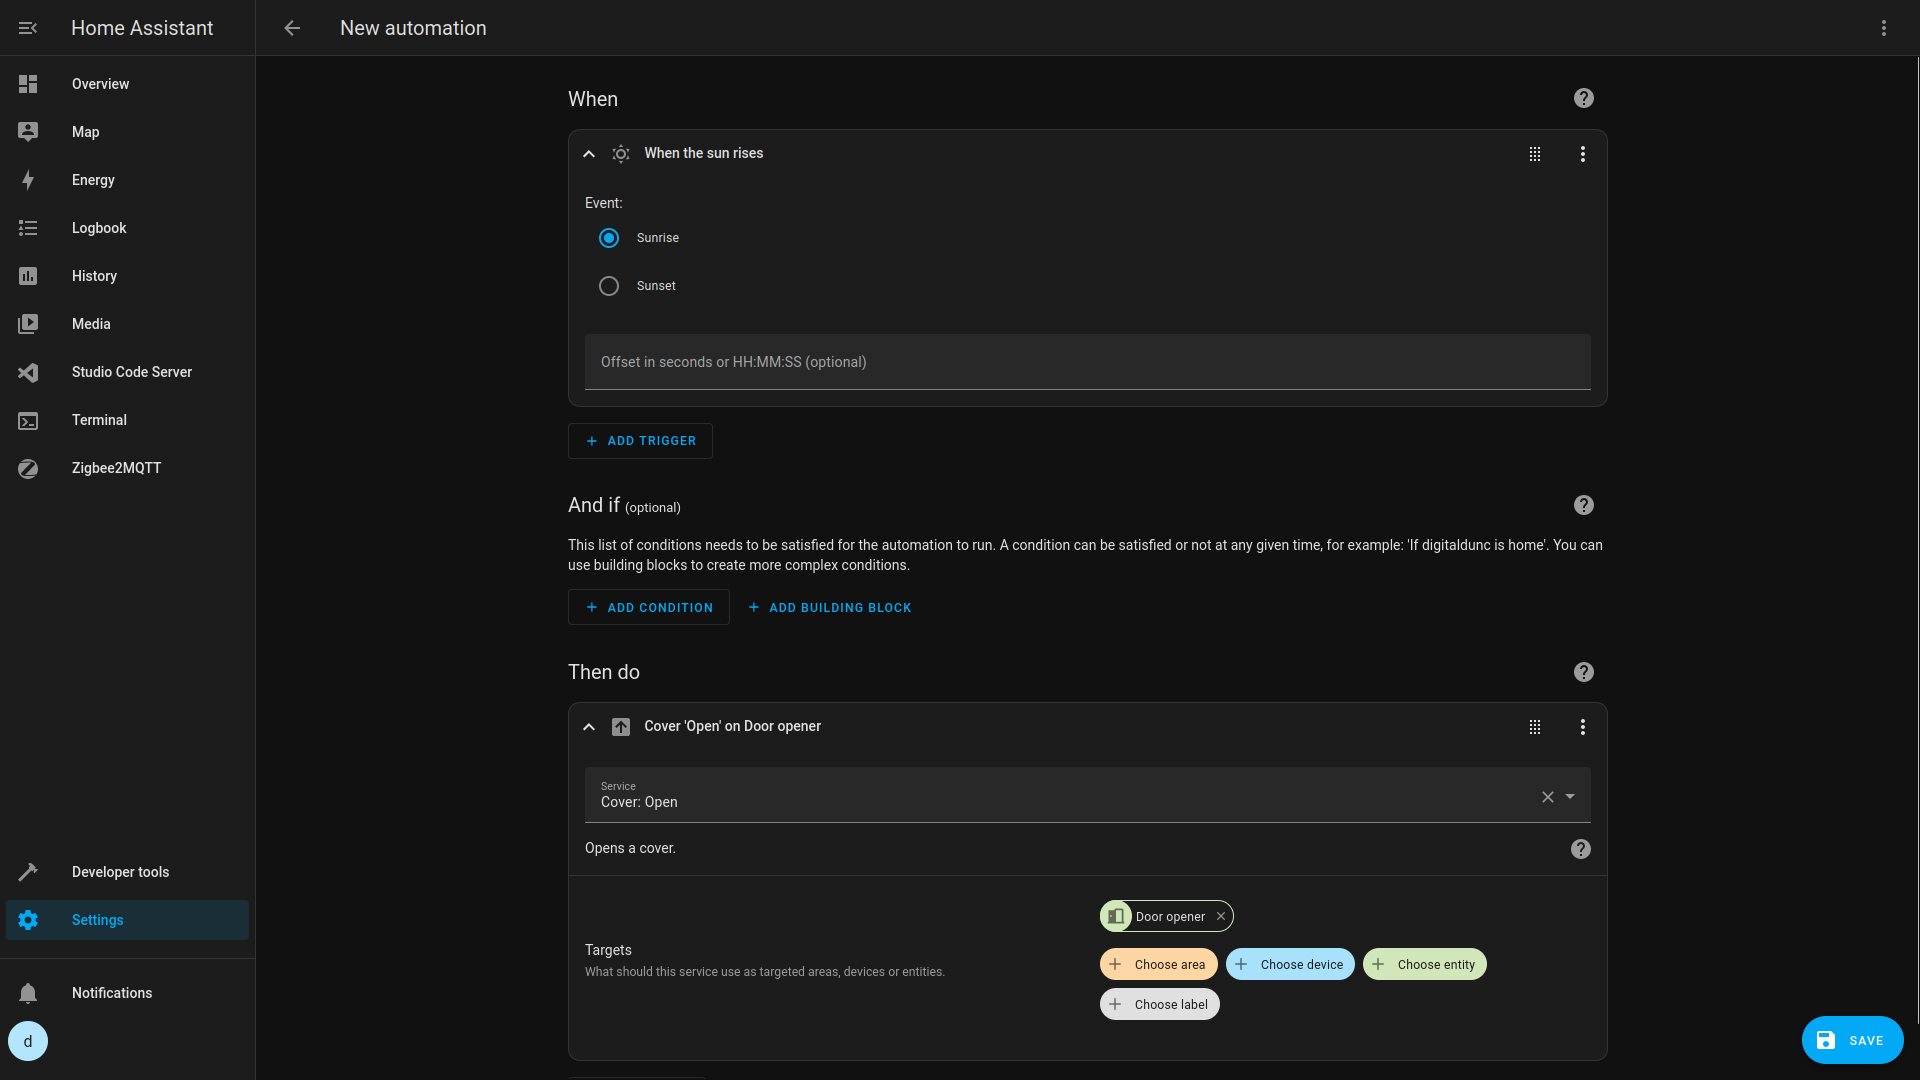 Home Assistant
New automation
Overview
Map
Energy
Logbook
History
Media
Studio Code Server
Terminal
Zigbee2MQTT
Developer tools
Settings
Notifications
d
When
When the sun rises
Event:
Sunrise
Sunset
Offset in seconds or HH:MM:SS (optional)
ADD TRIGGER
And if (optional)
This list of conditions needs to be satisfied for the automation to run. A condition can be satisfied or not at any given time, for example: 'If digitaldunc is home'. You can
use building blocks to create more complex conditions.
ADD CONDITION
ADD BUILDING BLOCK
Then do
Cover 'Open' on Door opener
Service
Cover: Open
Opens a cover.
Targets
What should this service use as targeted areas, devices or entities.
Door opener
Choose area
Choose device
Choose entity
Choose label
SAVE